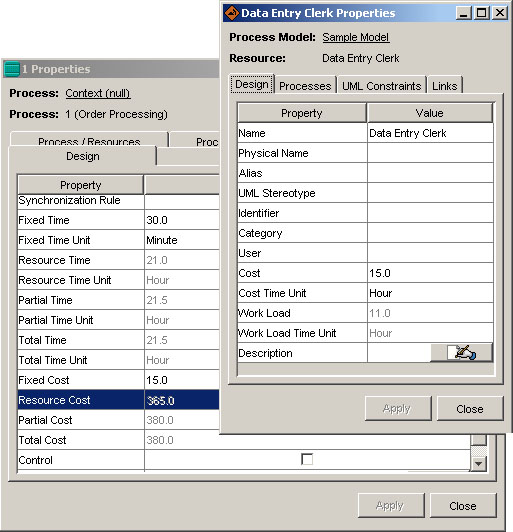 Data Entry Clerk Properties
Process Model: Sample Model
Resource: Data Entry Clerk
Design Processes UML Constraints Links
Property Value
Name Data Entry Clerk
Physical Name
Alias
UML Stereotype
Identifier
Category
User
Cost 15.0
Cost Time Unit Hour
Work Load 11.0
Work Load Time Unit Hour
Description
Apply Close
1 Properties
Process: Context (null)
Process: 1 (Order Processing)
Process / Resources Proc
Design
Property
Synchronization Rule
Fixed Time 30.0
Fixed Time Unit Minute
Resource Time 21.0
Resource Time Unit Hour
Partial Time 21.5
Partial Time Unit Hour
Total Time 21.5
Total Time Unit Hour
Fixed Cost 15.0
Resource Cost 365.0
Partial Cost 380.0
Total Cost 380.0
Control
Apply Close